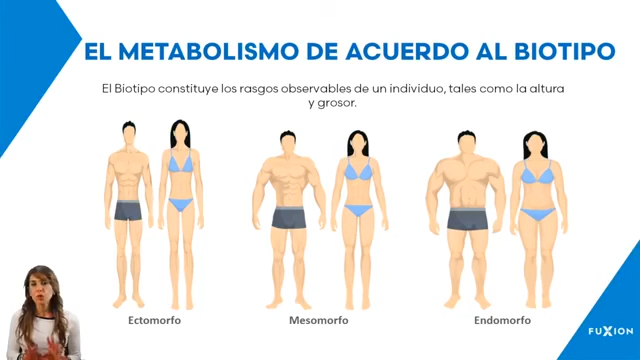 EL METABOLISMO DE ACUERDO AL BIOTIPO
El Biotipo constituye los rasgos observables de un individuo, tales como la altura
y grosor.
Ectomorfo
Mesomorfo
Endomorfo
FUXION